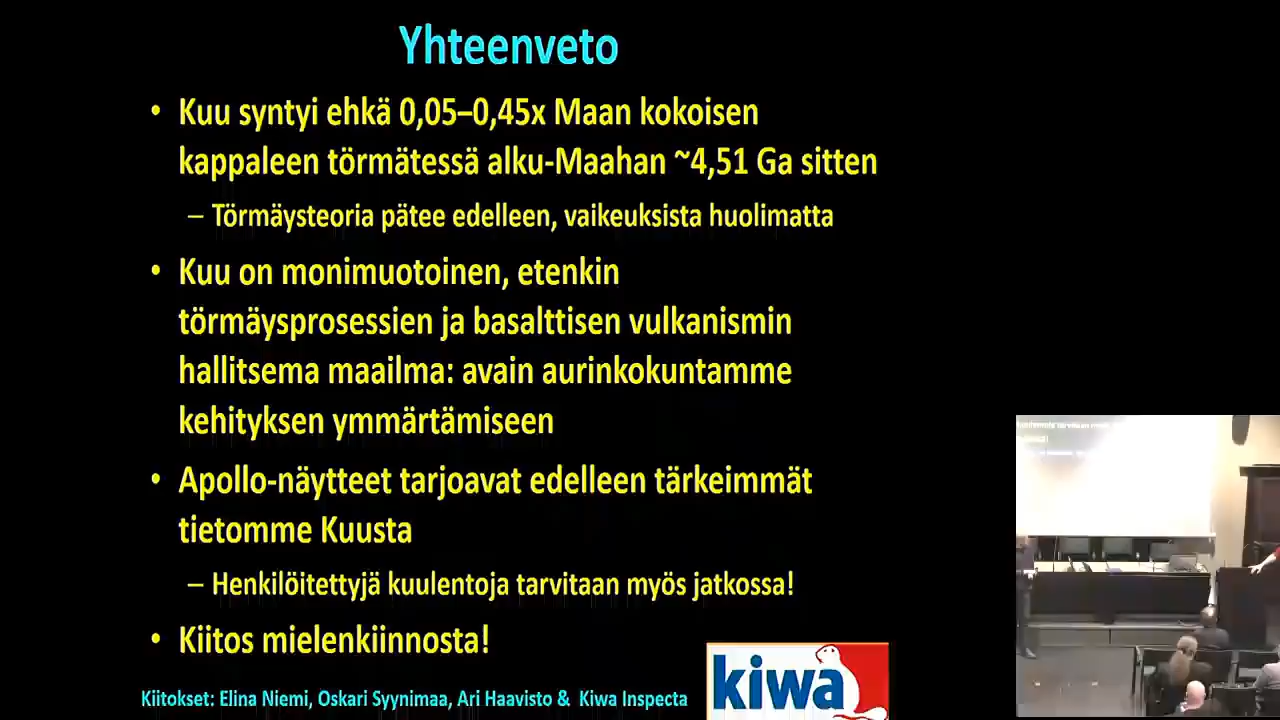 Yhteenveto
• Kuu syntyi ehkä 0,05–0,45x Maan kokoisen
kappaleen törmätessä alku-Maahan ~4,51 Ga sitten
– Törmäysteoria pätee edelleen, vaikeuksista huolimatta
• Kuu on monimuotoinen, etenkin
törmäysprosessien ja basalttisen vulkanismin
hallitsema maailma: avain aurinkokuntamme
kehityksen ymmärtämiseen
• Apollo-näytteet tarjoavat edelleen tärkeimmät
tietomme Kuusta
– Henkilöitettyjä kuulentoja tarvitaan myös jatkossa!
• Kiitos mielenkiinnosta!
kiwa
Kiitokset: Elina Niemi, Oskari Syynimaa, Ari Haavisto & Kiwa Inspecta